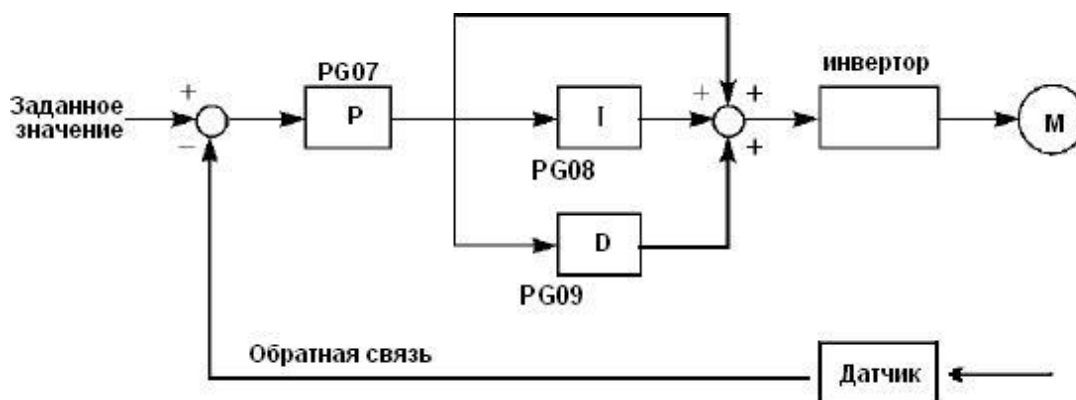 PG07
инвертор
+
Заданное
значение
−
P
I
+
+
+
M
PG08
D
PG09
Обратная связь
Датчик